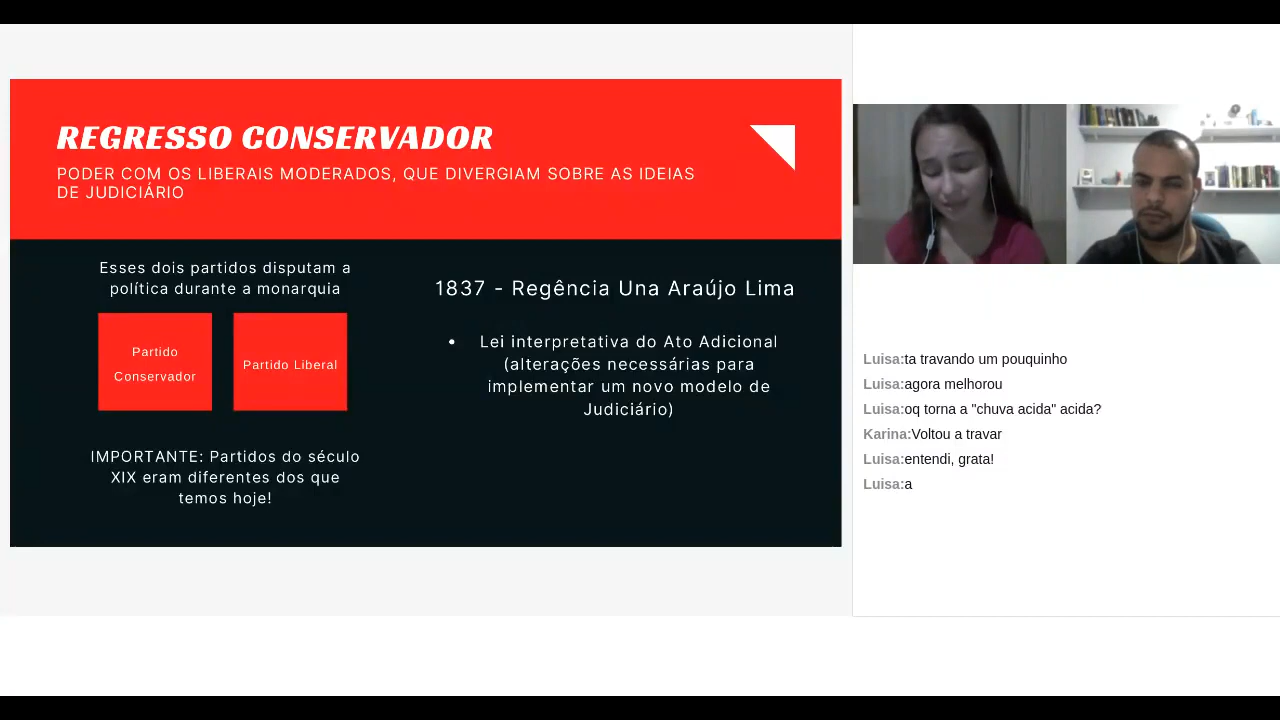 REGRESSO CONSERVADOR
PODER COM OS LIBERAIS MODERADOS, QUE DIVERGIAM SOBRE AS IDEIAS
DE JUDICIÁRIO
Esses dois partidos disputam a
política durante a monarquia
Partido
Conservador
Partido Liberal
IMPORTANTE: Partidos do século
XIX eram diferentes dos que
temos hoje!
1837 - Regência Una Araújo Lima
• Lei interpretativa do Ato Adicional
(alterações necessárias para
implementar um novo modelo de
Judiciário)
Luisa:ta travando um pouquinho
Luisa:agora melhorou
Luisa:oq torna a "chuva acida" acida?
Karina:Voltou a travar
Luisa:entendi, grata!
Luisa:a